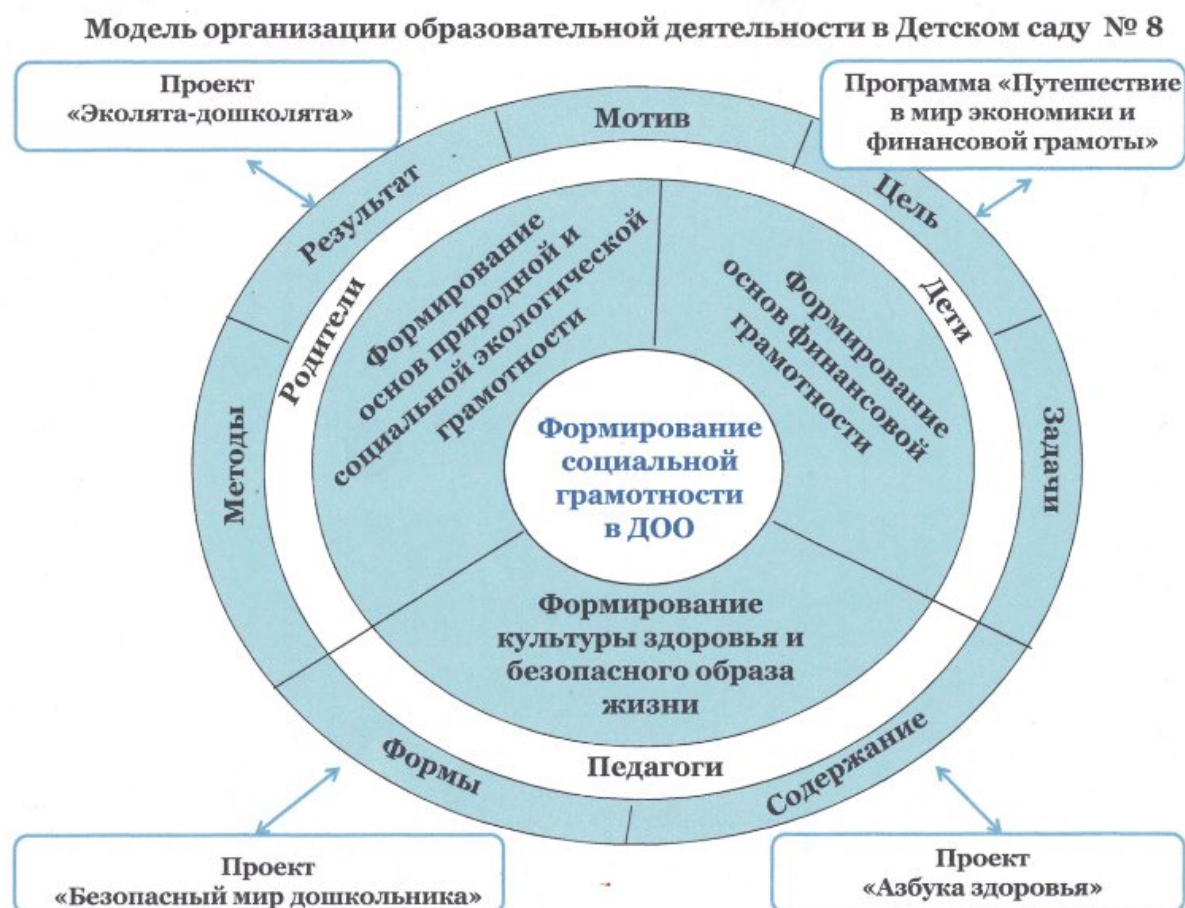 Модель организации образовательной деятельности в Детском саду № 8
Проект
«Эколята-дошколята»
Программа «Путешествие
в мир экономики и
финансовой грамоты»
Мотив
Результат
Цель
Родители
Дети
Формирование
основ природной и
социальной экологической
грамотности
Формирование
основ финансовой
грамотности
Методы
Задачи
Формирование
социальной
грамотности
в ДОО
Формирование
культуры здоровья и
безопасного образа
жизни
Формы
Педагоги
Содержание
Проект
«Безопасный мир дошкольника»
Проект
«Азбука здоровья»